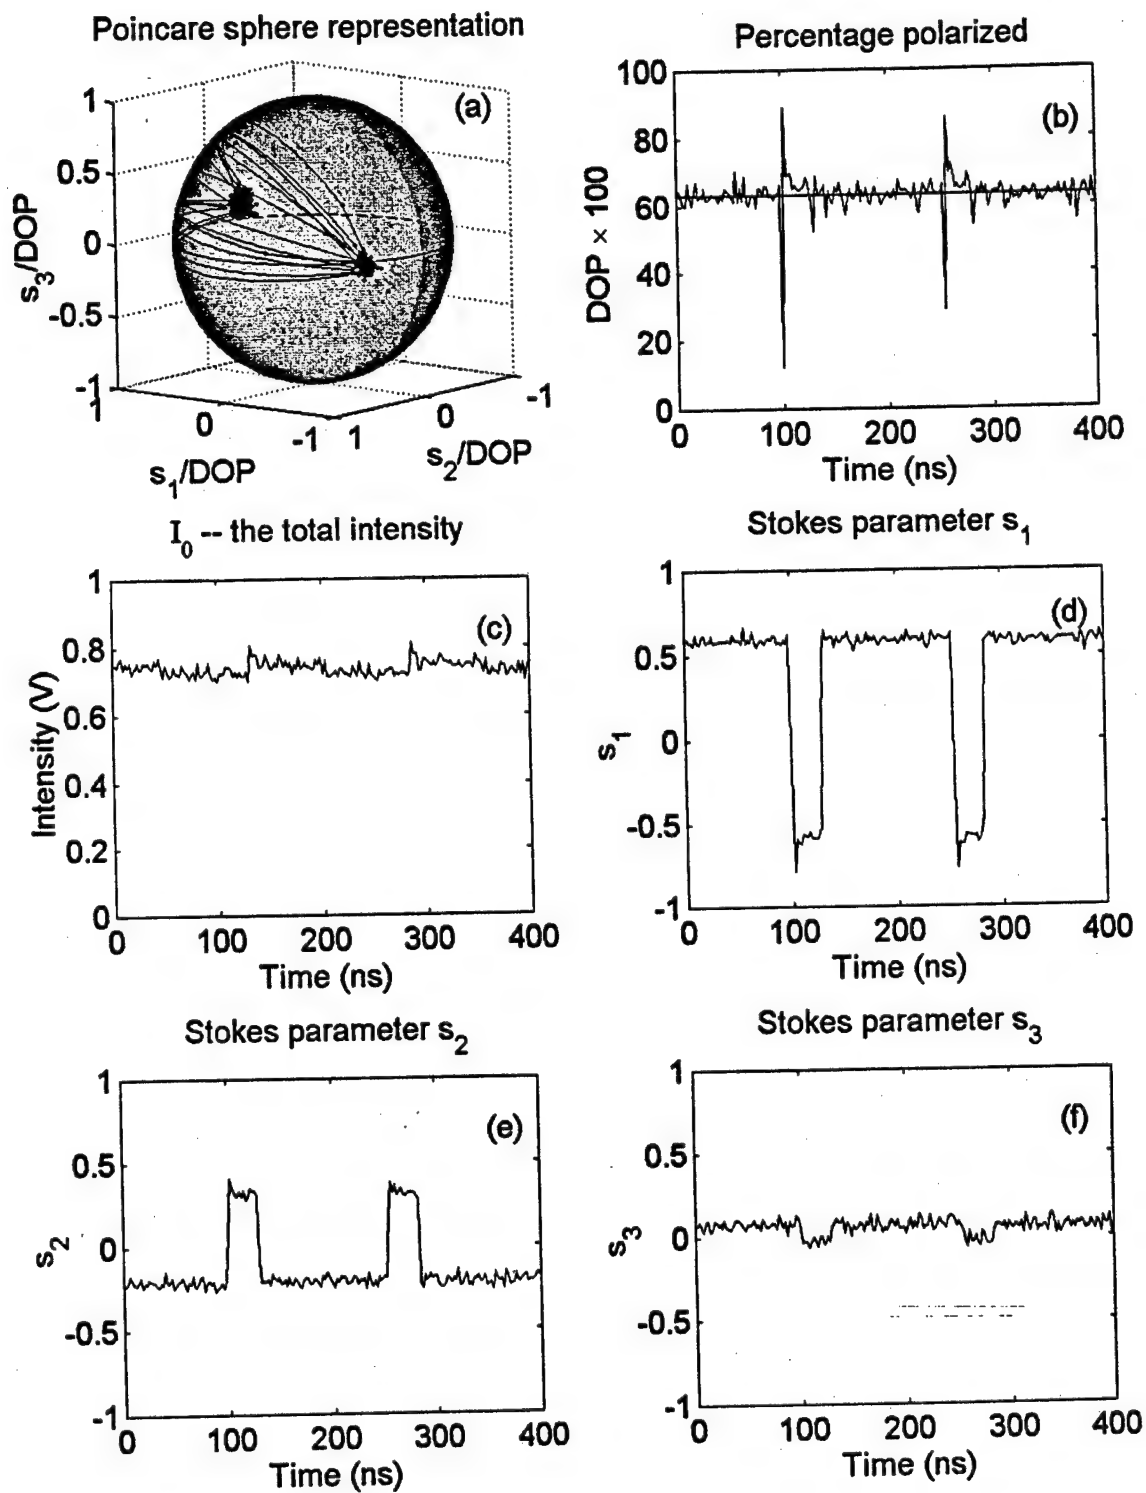 Poincare sphere representation
(a)
1
0.5
0
-0.5
-1
s3/DOP
1
0
-1
s1/DOP
1
0
-1
s2/DOP
Percentage polarized
(b)
100
80
60
40
20
0
DOP × 100
0 100 200 300 400
Time (ns)
I0 -- the total intensity
(c)
1
0.8
0.6
0.4
0.2
0
Intensity (V)
0 100 200 300 400
Time (ns)
Stokes parameter s1
(d)
1
0.5
0
-0.5
-1
s1
0 100 200 300 400
Time (ns)
Stokes parameter s2
(e)
1
0.5
0
-0.5
-1
s2
0 100 200 300 400
Time (ns)
Stokes parameter s3
(f)
1
0.5
0
-0.5
-1
s3
0 100 200 300 400
Time (ns)